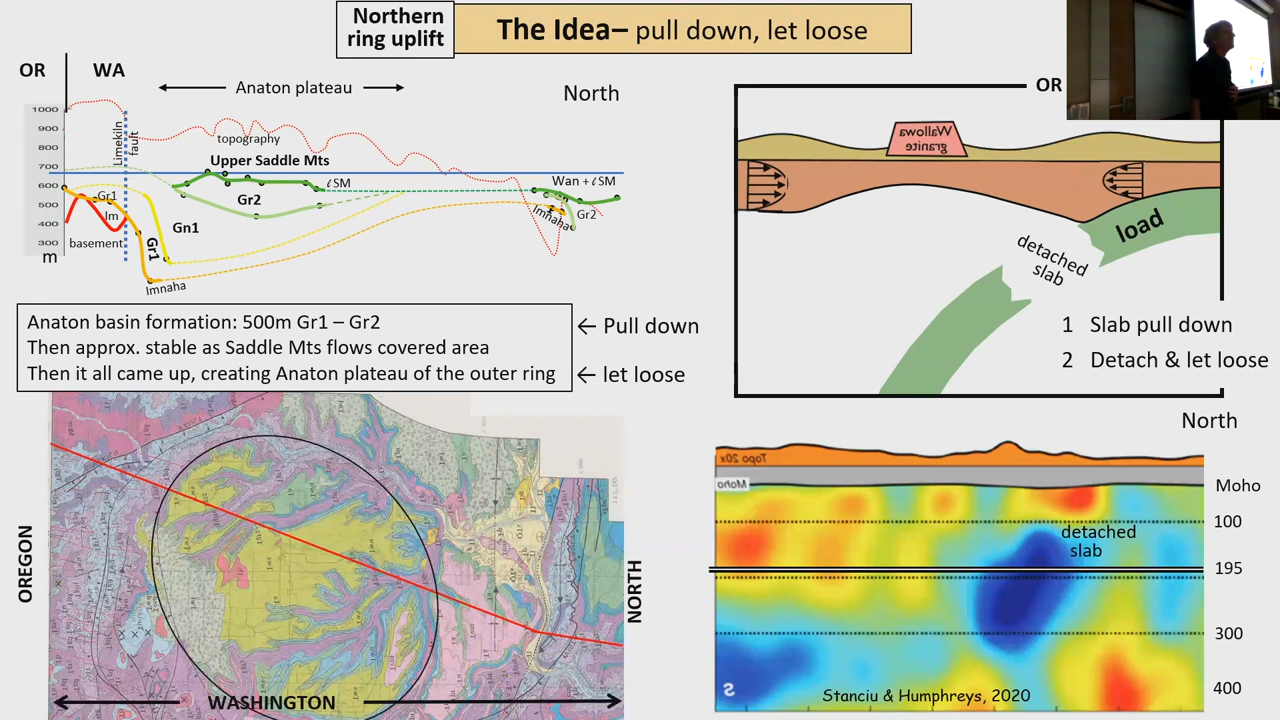 Northern
ring uplift
The Idea– pull down, let loose
OR
WA
Anaton plateau
North
1000
900
800
700
600
500
400
300
m
Limekiln
fault
topography
Upper Saddle Mts
ℓSM
Wan + ℓSM
Gr1
Gr2
Gr2
Im
Gn1
Imnaha
basement
Gr1
Imnaha
OR
Wallowa
granite
load
detached
slab
1 Slab pull down
2 Detach & let loose
Anaton basin formation: 500m Gr1 – Gr2
Then approx. stable as Saddle Mts flows covered area
Then it all came up, creating Anaton plateau of the outer ring
← Pull down
← let loose
OREGON
NORTH
WASHINGTON
North
Topo 20x
Moho
Moho
100
detached
slab
195
300
400
S
Stanciu & Humphreys, 2020